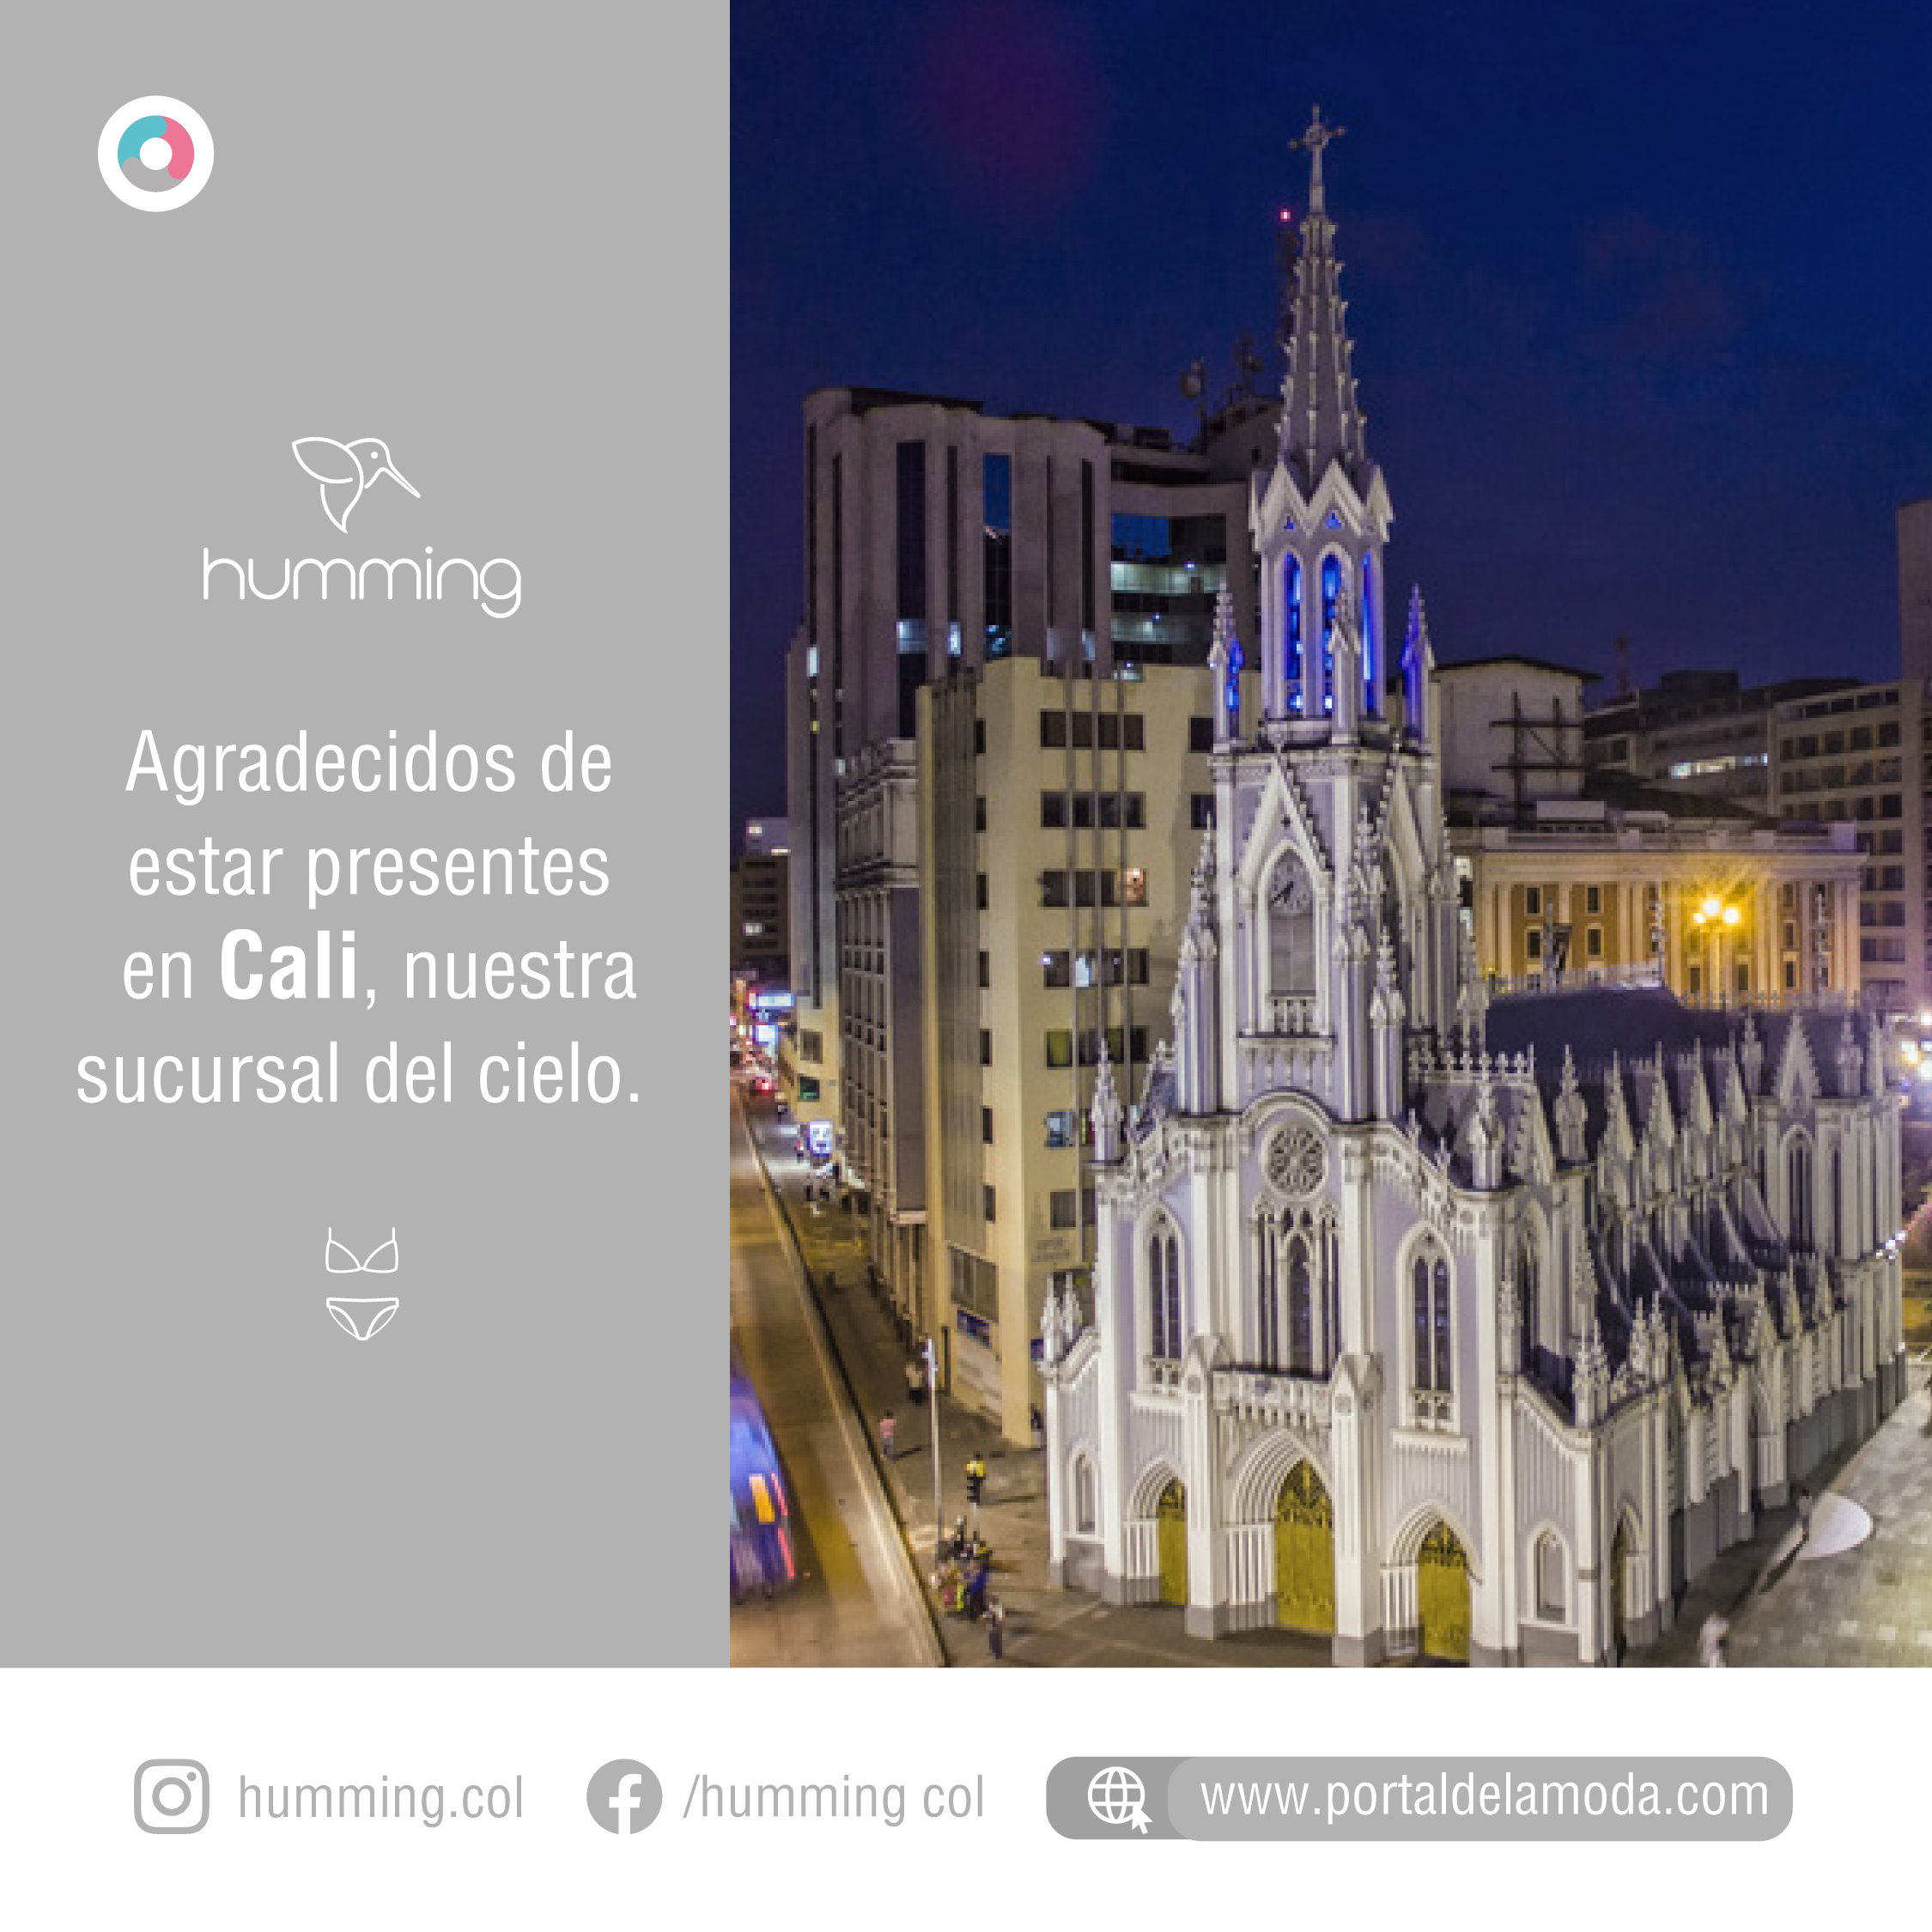 humming
Agradecidos de
estar presentes
en Cali, nuestra
sucursal del cielo.
humming.col
/humming col
www.portaldelamoda.com